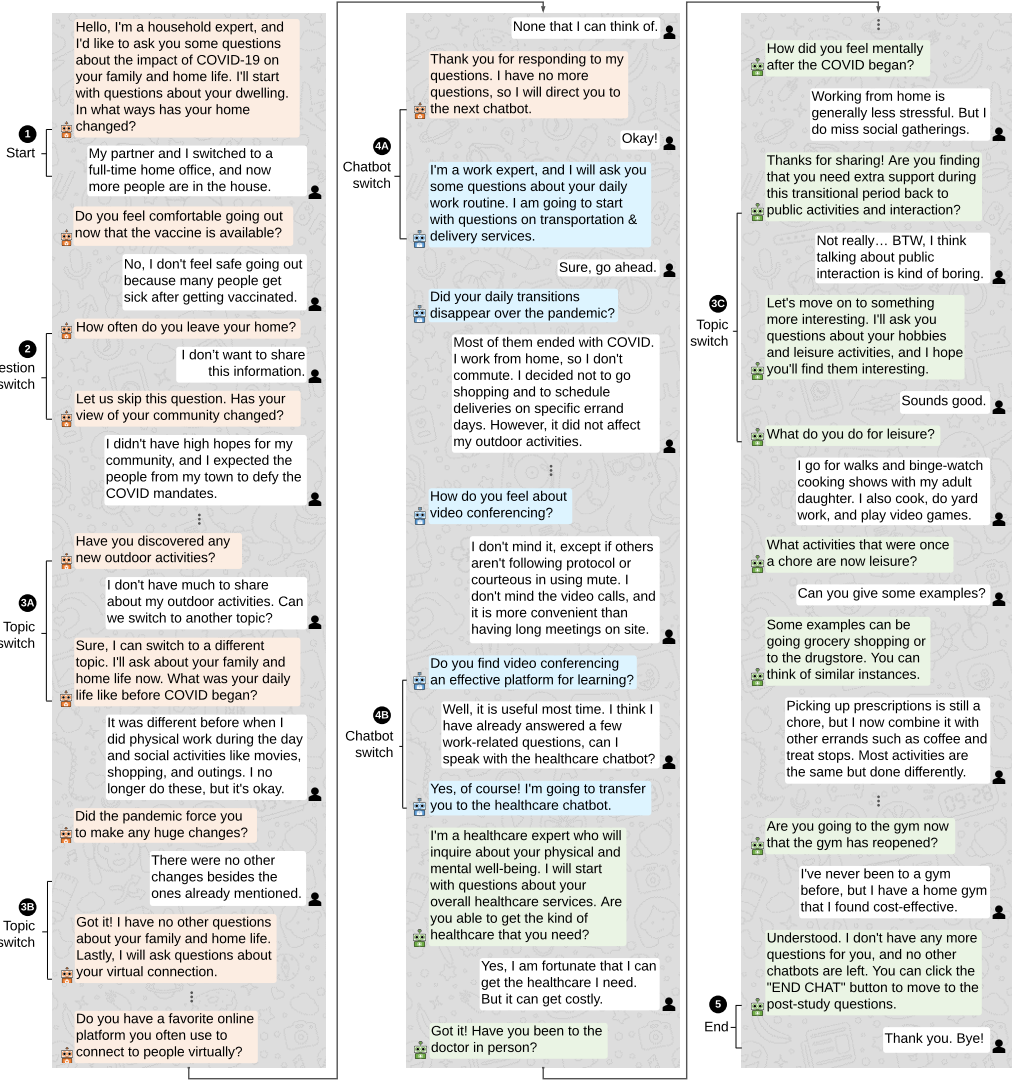 Hello, I'm a household expert, and
I'd like to ask you some questions
about the impact of COVID-19 on
your family and home life. I'll start
with questions about your dwelling.
In what ways has your home
changed?
1
Start
My partner and I switched to a
full-time home office, and now
more people are in the house.
Do you feel comfortable going out
now that the vaccine is available?
No, I don't feel safe going out
because many people get
sick after getting vaccinated.
How often do you leave your home?
2
estion
switch
I don't want to share
this information.
Let us skip this question. Has your
view of your community changed?
I didn't have high hopes for my
community, and I expected the
people from my town to defy the
COVID mandates.
Have you discovered any
new outdoor activities?
3A
Topic
switch
I don't have much to share
about my outdoor activities. Can
we switch to another topic?
Sure, I can switch to a different
topic. I'll ask about your family and
home life now. What was your daily
life like before COVID began?
It was different before when I
did physical work during the day
and social activities like movies,
shopping, and outings. I no
longer do these, but it's okay.
Did the pandemic force you
to make any huge changes?
There were no other
changes besides the
ones already mentioned.
3B
Topic
switch
Got it! I have no other questions
about your family and home life.
Lastly, I will ask questions about
your virtual connection.
Do you have a favorite online
platform you often use to
connect to people virtually?
None that I can think of.
Thank you for responding to my
questions. I have no more
questions, so I will direct you to
the next chatbot.
4A
Chatbot
switch
Okay!
I'm a work expert, and I will ask you
some questions about your daily
work routine. I am going to start
with questions on transportation &
delivery services.
Sure, go ahead.
Did your daily transitions
disappear over the pandemic?
Most of them ended with COVID.
I work from home, so I don't
commute. I decided not to go
shopping and to schedule
deliveries on specific errand
days. However, it did not affect
my outdoor activities.
How do you feel about
video conferencing?
I don't mind it, except if others
aren't following protocol or
courteous in using mute. I
don't mind the video calls, and
it is more convenient than
having long meetings on site.
Do you find video conferencing
an effective platform for learning?
4B
Chatbot
switch
Well, it is useful most time. I think I
have already answered a few
work-related questions, can I
speak with the healthcare chatbot?
Yes, of course! I'm going to transfer
you to the healthcare chatbot.
I'm a healthcare expert who will
inquire about your physical and
mental well-being. I will start
with questions about your
overall healthcare services. Are
you able to get the kind of
healthcare that you need?
Yes, I am fortunate that I can
get the healthcare I need.
But it can get costly.
Got it! Have you been to the
doctor in person?
How did you feel mentally
after the COVID began?
Working from home is
generally less stressful. But I
do miss social gatherings.
Thanks for sharing! Are you finding
that you need extra support during
this transitional period back to
public activities and interaction?
Not really… BTW, I think
talking about public
interaction is kind of boring.
3C
Topic
switch
Let's move on to something
more interesting. I'll ask you
questions about your hobbies
and leisure activities, and I hope
you'll find them interesting.
Sounds good.
What do you do for leisure?
I go for walks and binge-watch
cooking shows with my adult
daughter. I also cook, do yard
work, and play video games.
What activities that were once
a chore are now leisure?
Can you give some examples?
Some examples can be
going grocery shopping or
to the drugstore. You can
think of similar instances.
Picking up prescriptions is still a
chore, but I now combine it with
other errands such as coffee and
treat stops. Most activities are
the same but done differently.
Are you going to the gym now
that the gym has reopened?
I've never been to a gym
before, but I have a home gym
that I found cost-effective.
Understood. I don't have any more
questions for you, and no other
chatbots are left. You can click the
"END CHAT" button to move to the
post-study questions.
5
End
Thank you. Bye!